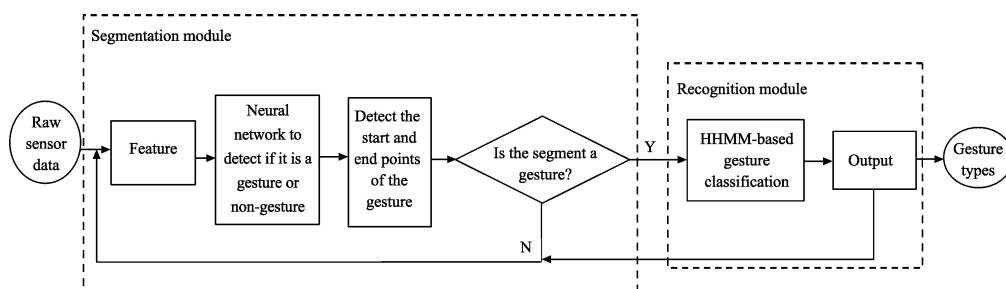 Segmentation module
Raw
sensor
data
Feature
Neural
network to
detect if it is a
gesture or
non-gesture
Detect the
start and
end points
of the
gesture
Is the segment a
gesture?
Y
N
Recognition module
HHMM-based
gesture
classification
Output
Gesture
types